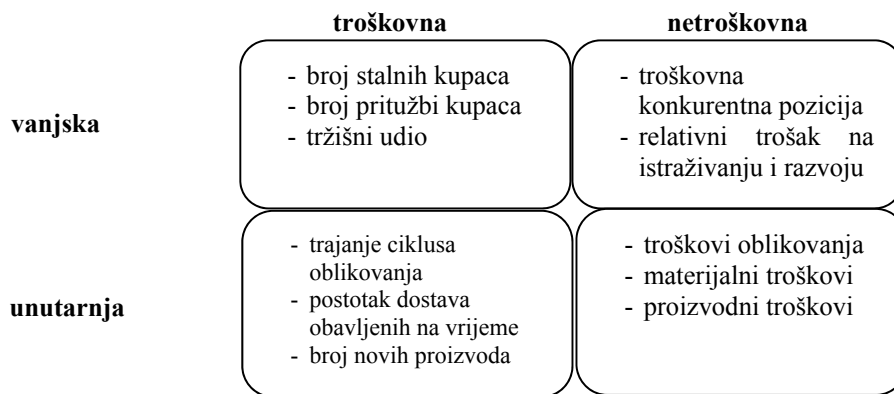 troškovna
netroškovna
vanjska
- broj stalnih kupaca
- broj pritužbi kupaca
- tržišni udio
- troškovna
konkurentna pozicija
- relativni trošak na
istraživanju i razvoju
unutarnja
- trajanje ciklusa
oblikovanja
- postotak dostava
obavljenih na vrijeme
- broj novih proizvoda
- troškovi oblikovanja
- materijalni troškovi
- proizvodni troškovi